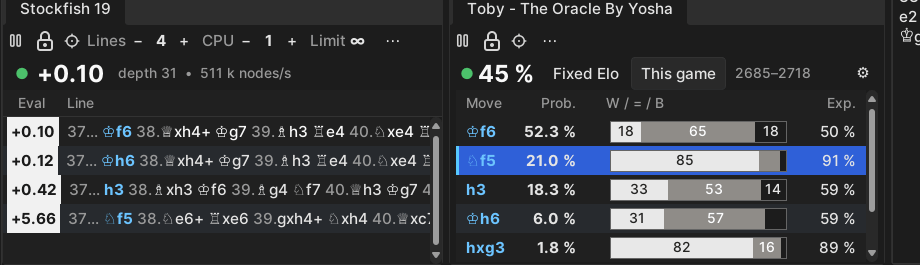 Stockfish 19
Lines − 4 + CPU − 1 + Limit ∞ ...
+0.10 depth 31 • 511 k nodes/s
Eval Line
+0.10 37... ♔f6 38.♕xh4+ ♔g7 39.♗h3 ♖e4 40.♘xe4 ♖
+0.12 37... ♔h6 38.♕xh4+ ♔g7 39.♗h3 ♖e4 40.♘xe4 ♖
+0.42 37... h3 38.♗xh3 ♔f6 39.♗g4 ♘f7 40.♕h3 ♔g7 4
+5.66 37... ♘f5 38.♘e6+ ♖xe6 39.gxh4+ ♘xh4 40.♕xc7
Toby - The Oracle By Yosha
...
45 % Fixed Elo This game 2685–2718
Move Prob. W / = / B Exp.
♔f6 52.3 % 18 65 18 50 %
♘f5 21.0 % 85 91 %
h3 18.3 % 33 53 14 59 %
♔h6 6.0 % 31 57 59 %
hxg3 1.8 % 82 16 89 %
e2
♔g